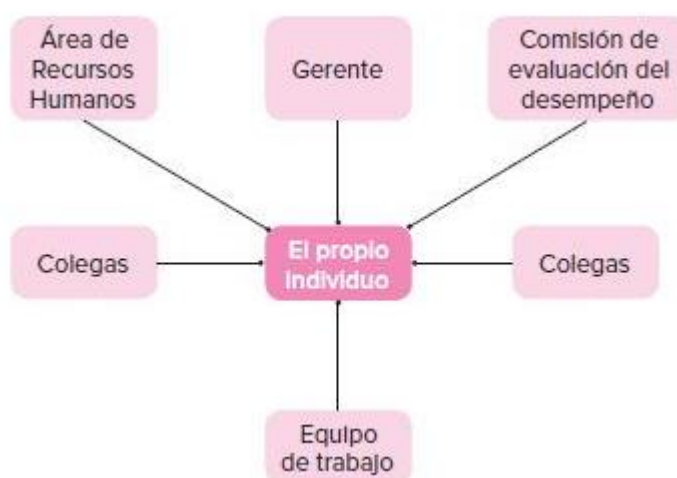 Área de
Recursos
Humanos
Gerente
Comisión de
evaluación del
desempeño
Colegas
El propio
individuo
Colegas
Equipo
de trabajo